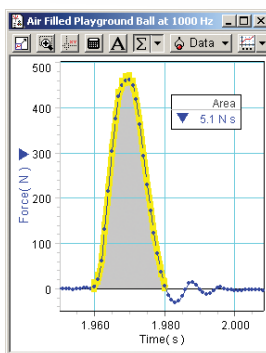 Air Filled Playground Ball at 1000 Hz
A Σ Data
500
400
300
200
100
0
Force( N )
Area
5.1 N s
1.960 1.980 2.000
Time( s )